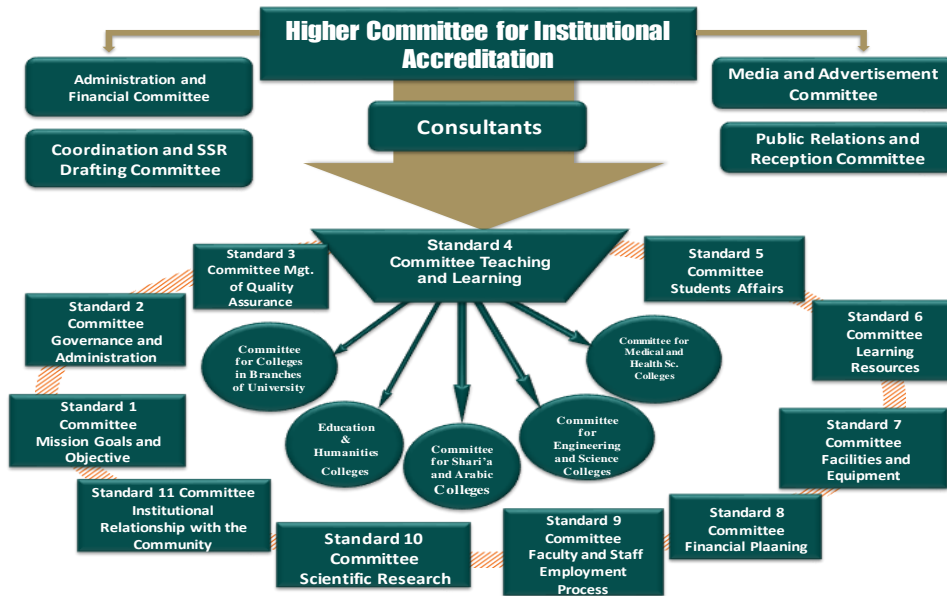 Higher Committee for Institutional
Accreditation
Administration and
Financial Committee
Media and Advertisement
Committee
Consultants
Coordination and SSR
Drafting Committee
Public Relations and
Reception Committee
Standard 4
Committee Teaching
and Learning
Standard 3
Committee Mgt.
of Quality
Assurance
Standard 5
Committee
Students Affairs
Standard 2
Committee
Governance and
Administration
Standard 6
Committee
Learning
Resources
Committee
for Colleges
in Branches
of University
Committee for
Medical and
Health Sc.
Colleges
Standard 1
Committee
Mission Goals and
Objective
Education
&
Humanities
Colleges
Committee
for Shari'a
and Arabic
Colleges
Committee
for
Engineering
and Science
Colleges
Standard 7
Committee
Facilities and
Equipment
Standard 11 Committee
Institutional
Relationship with the
Community
Standard 10
Committee
Scientific Research
Standard 9
Committee
Faculty and Staff
Employment
Process
Standard 8
Committee
Financial Plaaning